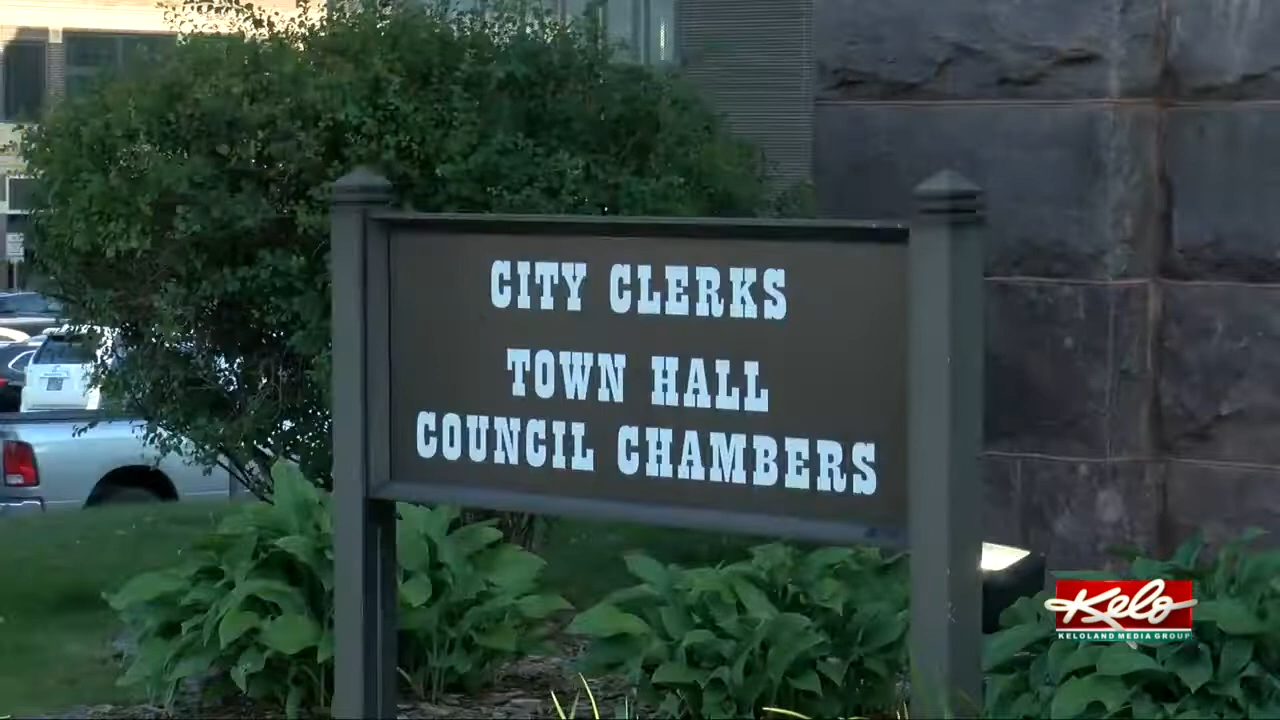 CITY CLERKS
TOWN HALL
COUNCIL CHAMBERS
Kelo
KELOLAND MEDIA GROUP